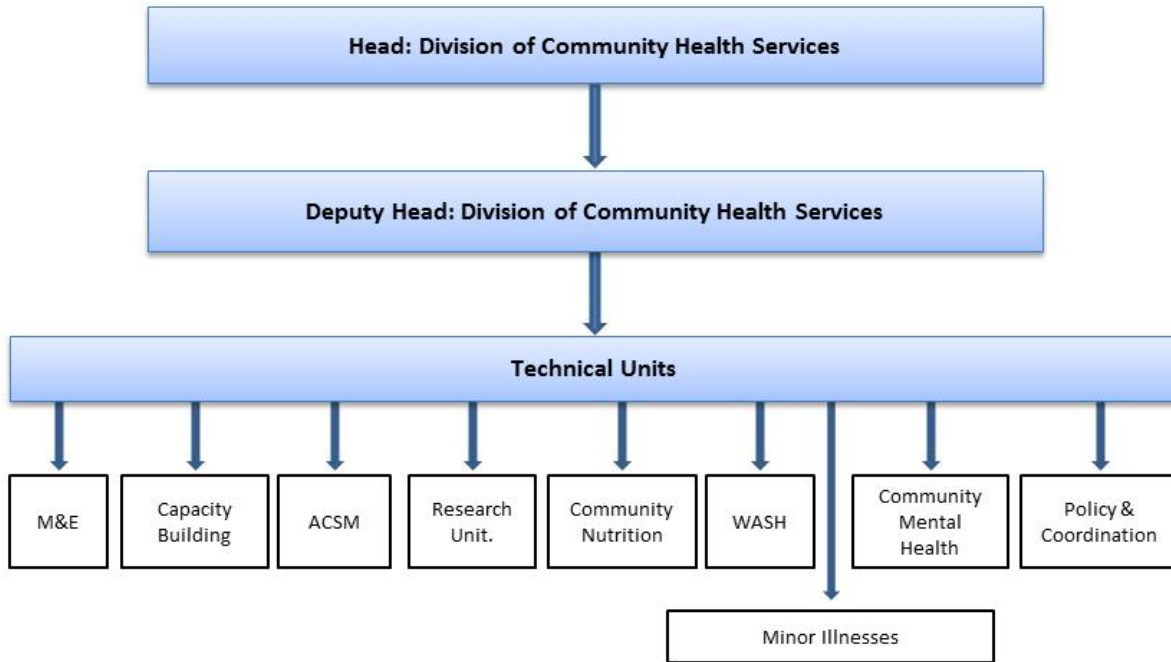 Head: Division of Community Health Services
Deputy Head: Division of Community Health Services
Technical Units
M&E
Capacity
Building
ACSM
Research
Unit.
Community
Nutrition
WASH
Community
Mental
Health
Policy &
Coordination
Minor Illnesses